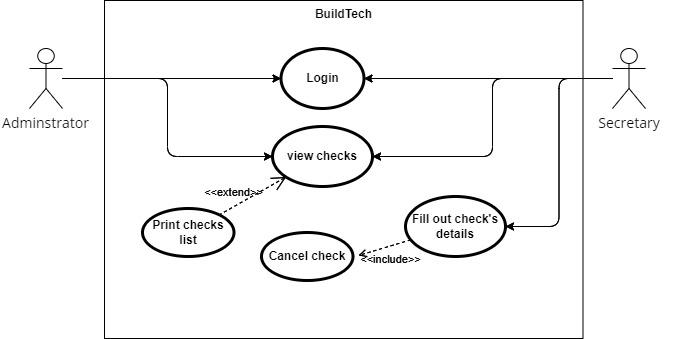 BuildTech
Login
Adminstrator
Secretary
view checks
<<extend>>
Print checks
list
Fill out check's
details
Cancel check
<<include>>